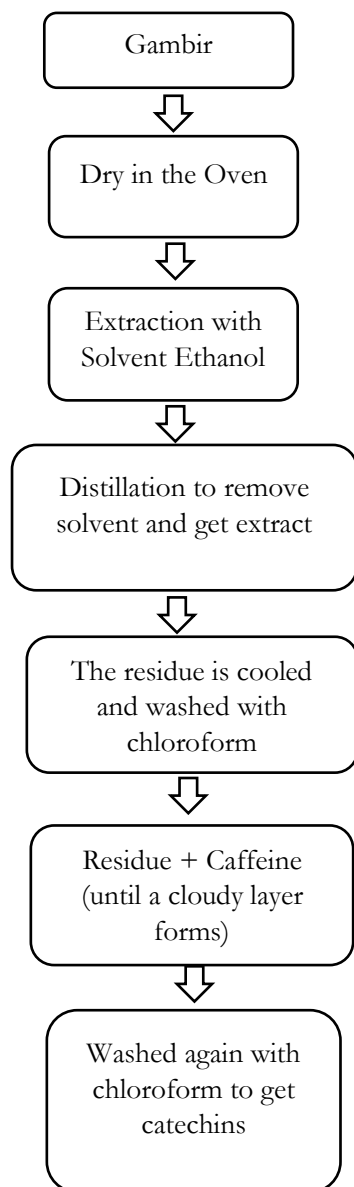 Gambir
Dry in the Oven
Extraction with
Solvent Ethanol
Distillation to remove
solvent and get extract
The residue is cooled
and washed with
chloroform
Residue + Caffeine
(until a cloudy layer
forms)
Washed again with
chloroform to get
catechins